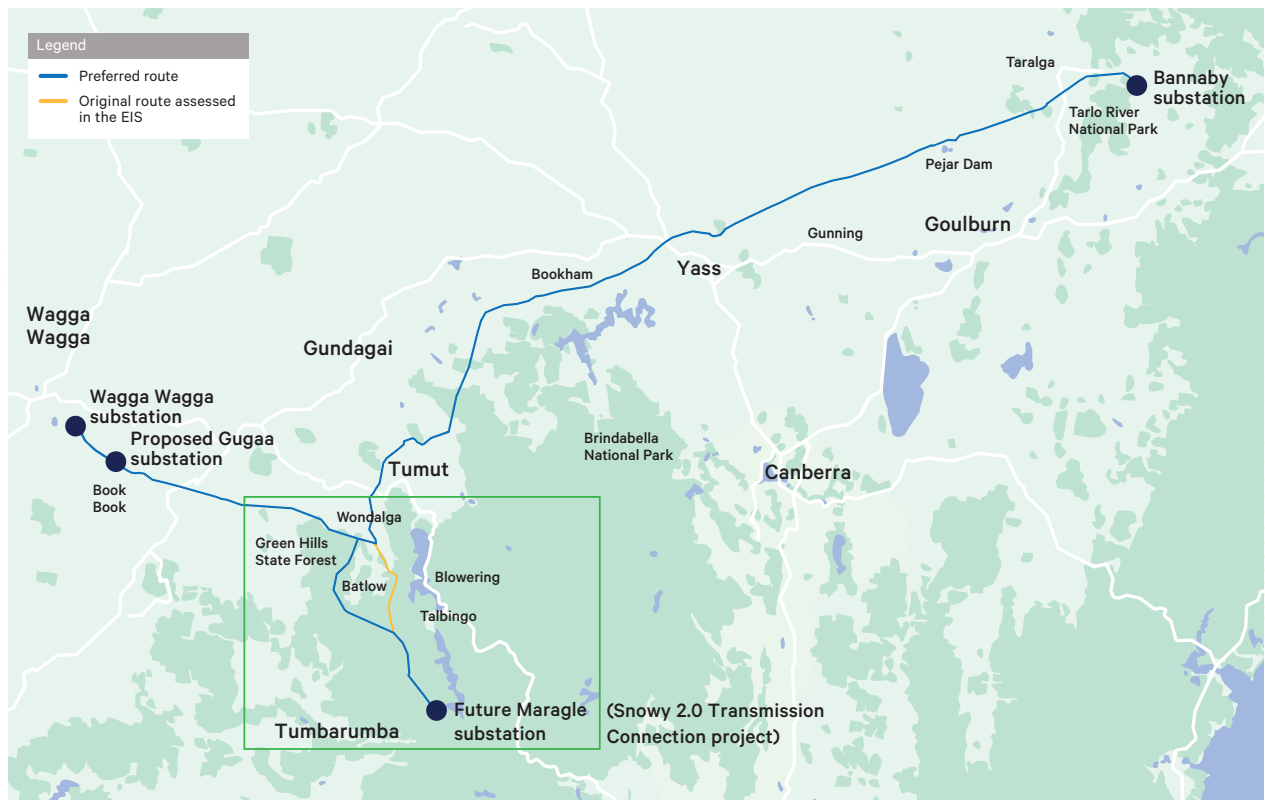 Legend
Preferred route
Original route assessed
in the EIS
Taralga
Bannaby
substation
Tarlo River
National Park
Pejar Dam
Goulburn
Gunning
Yass
Bookham
Wagga
Wagga
Gundagai
Wagga Wagga
substation
Proposed Gugaa
substation
Brindabella
National Park
Canberra
Tumut
Book
Book
Wondalga
Green Hills
State Forest
Batlow
Blowering
Talbingo
Future Maragle
substation
(Snowy 2.0 Transmission
Connection project)
Tumbarumba